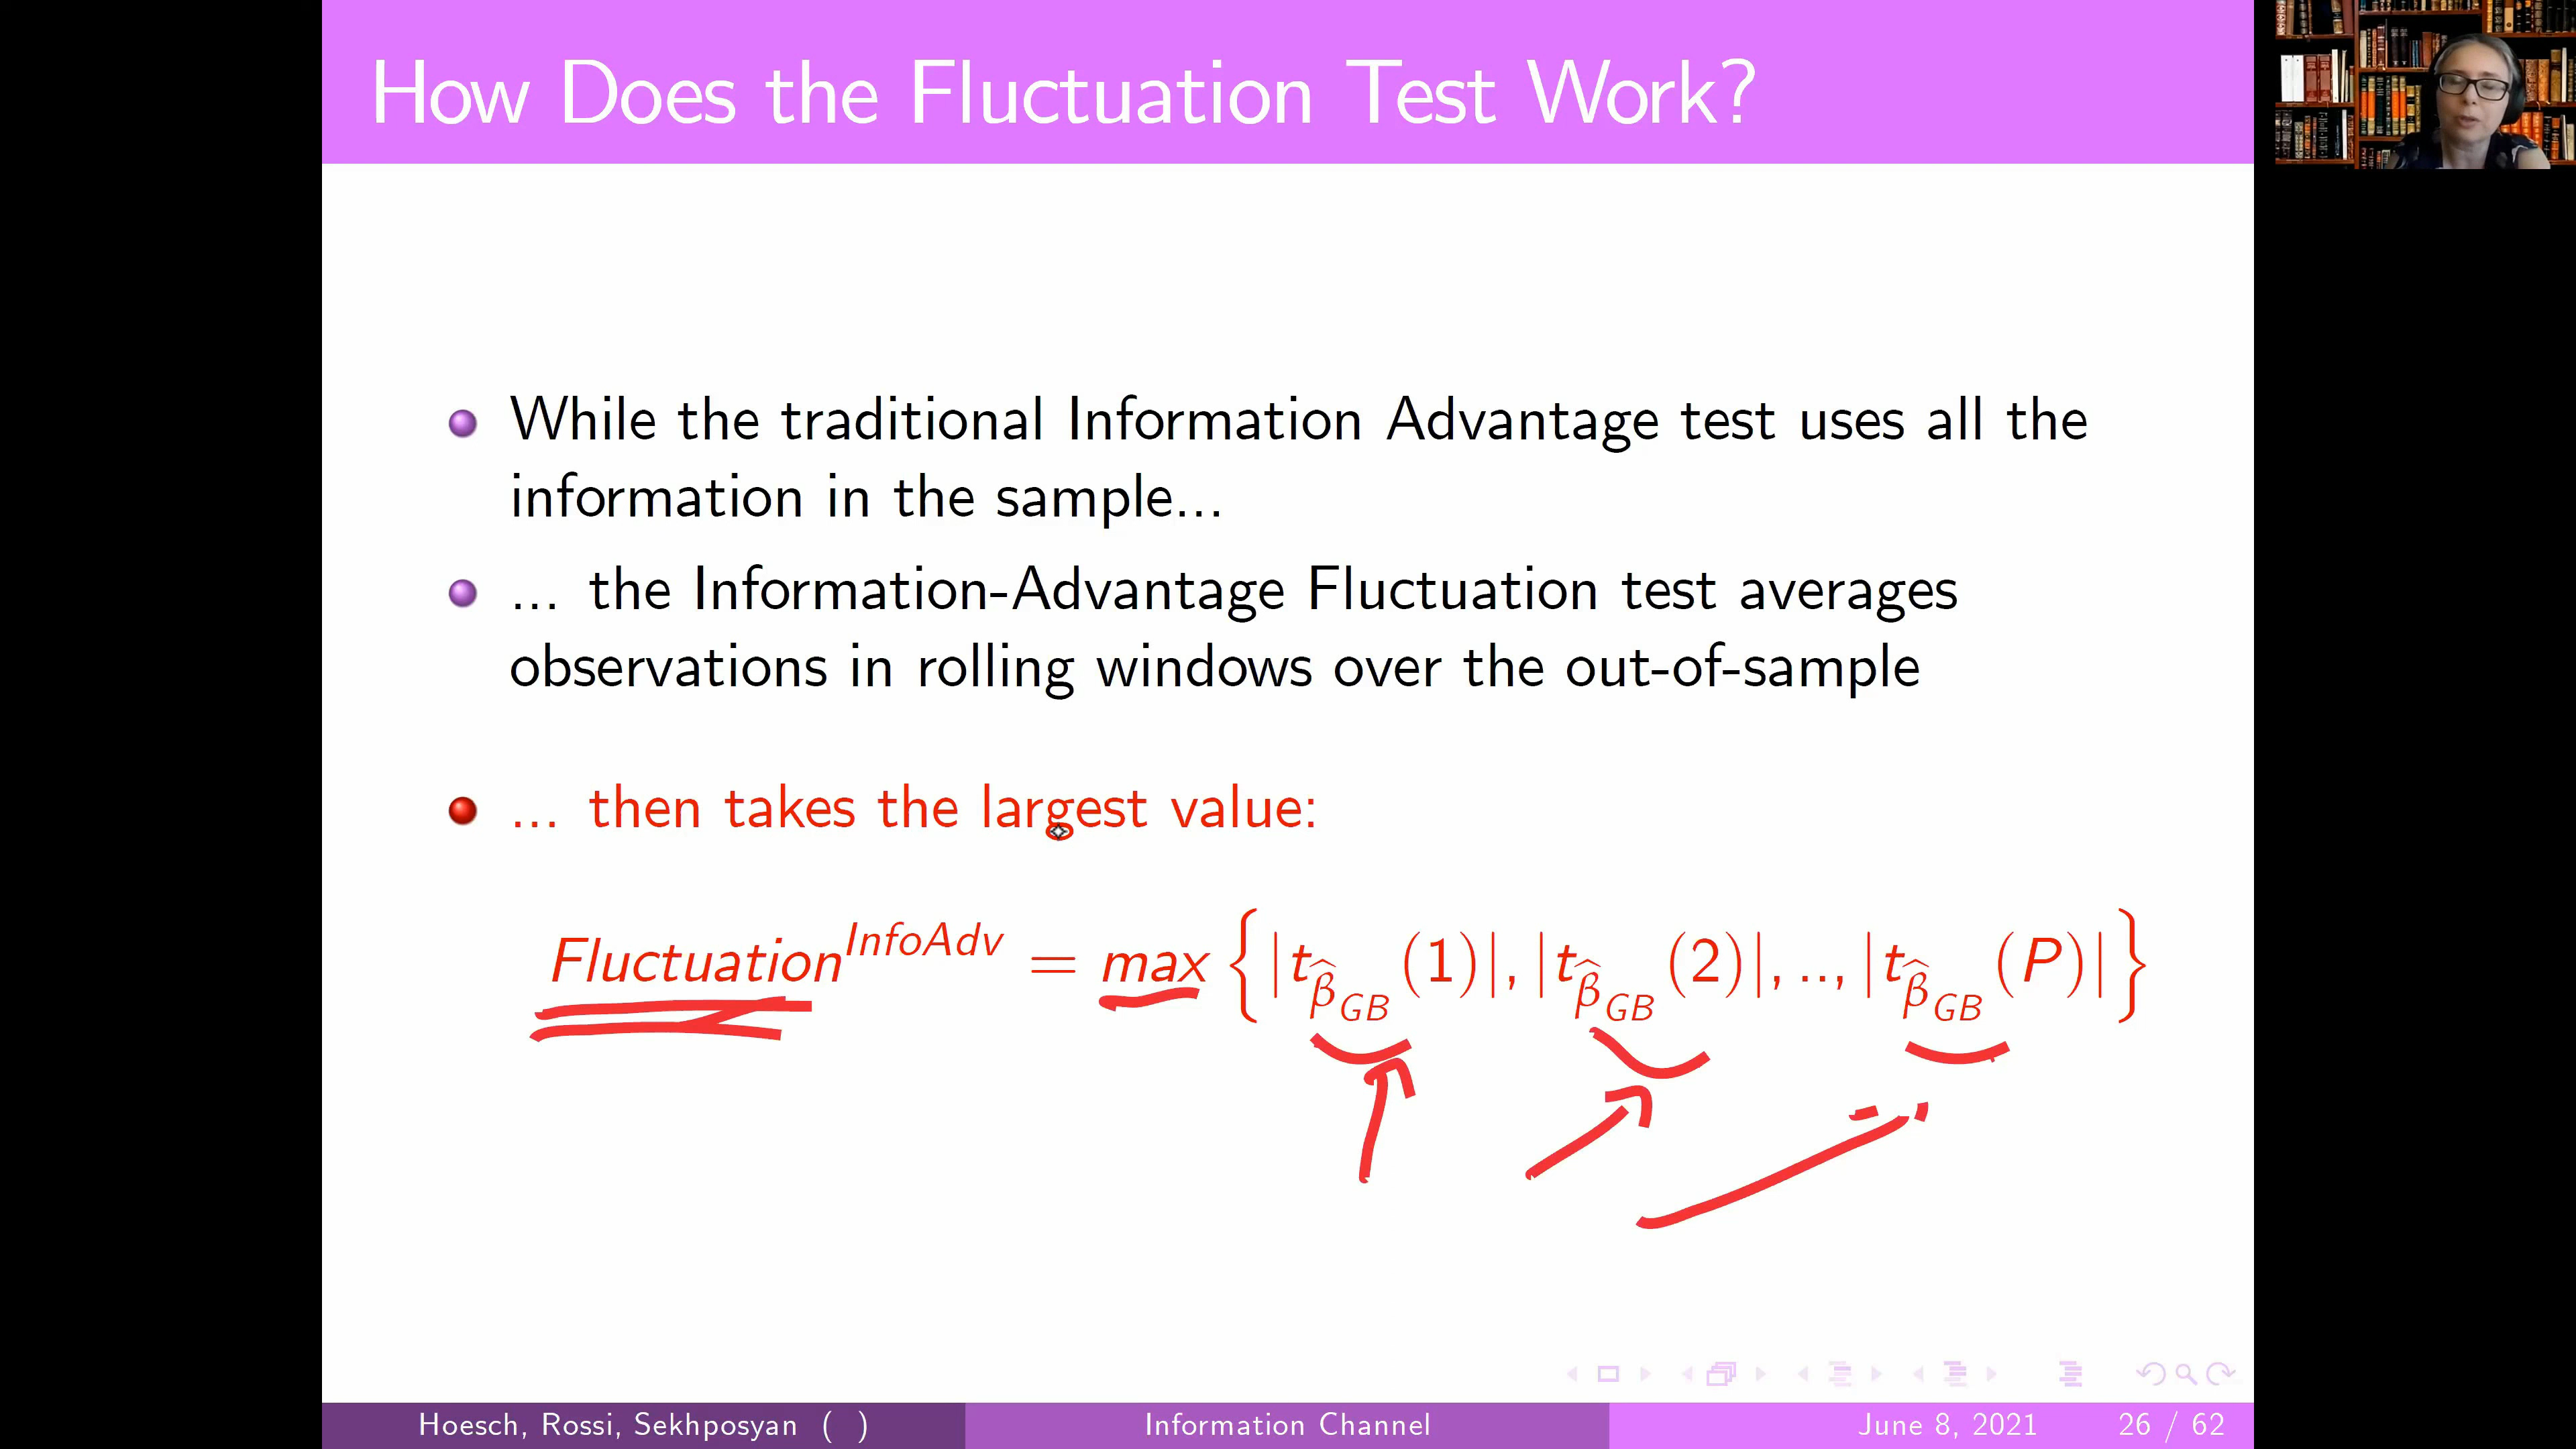 How Does the Fluctuation Test Work?
While the traditional Information Advantage test uses all the
information in the sample...
... the Information-Advantage Fluctuation test averages
observations in rolling windows over the out-of-sample
... then takes the largest value:
Fluctuation^{InfoAdv} = max {|t_{β̂_{GB}}(1)|, |t_{β̂_{GB}}(2)|, .., |t_{β̂_{GB}}(P)|}
Hoesch, Rossi, Sekhposyan ( ) Information Channel June 8, 2021 26 / 62